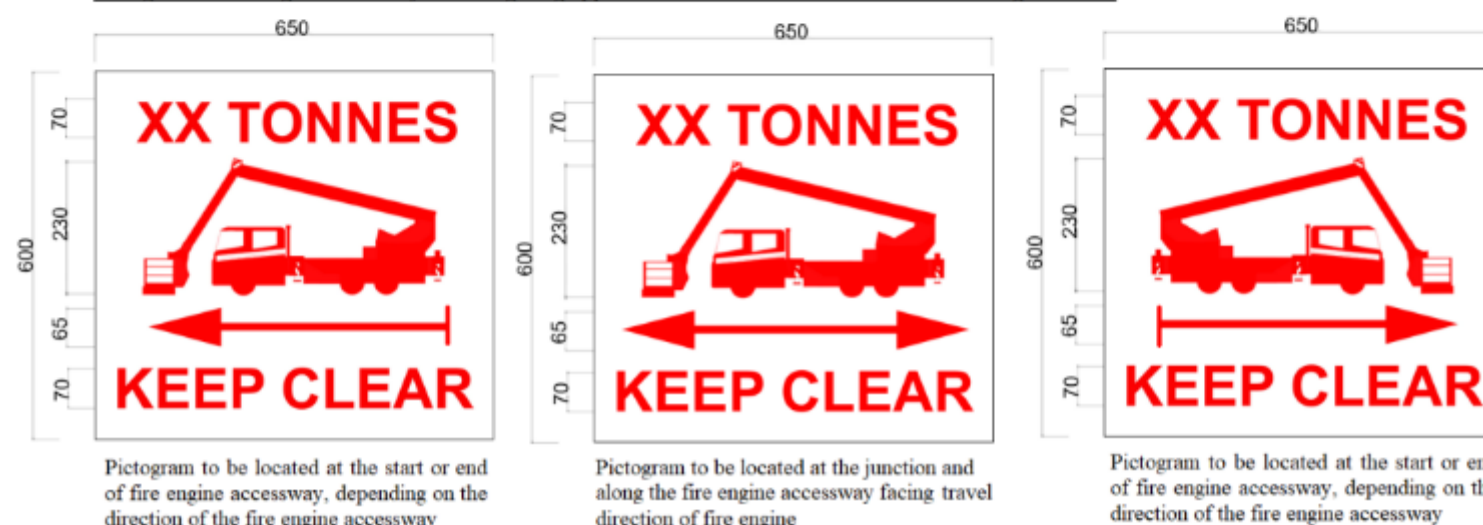 650
600
70
230
65
70
XX TONNES
KEEP CLEAR
Pictogram to be located at the start or end
of fire engine accessway, depending on the
direction of the fire engine accessway
650
600
70
230
65
70
XX TONNES
KEEP CLEAR
Pictogram to be located at the junction and
along the fire engine accessway facing travel
direction of fire engine
650
600
70
230
65
70
XX TONNES
KEEP CLEAR
Pictogram to be located at the start or
of fire engine accessway, depending on
direction of the fire engine accessway